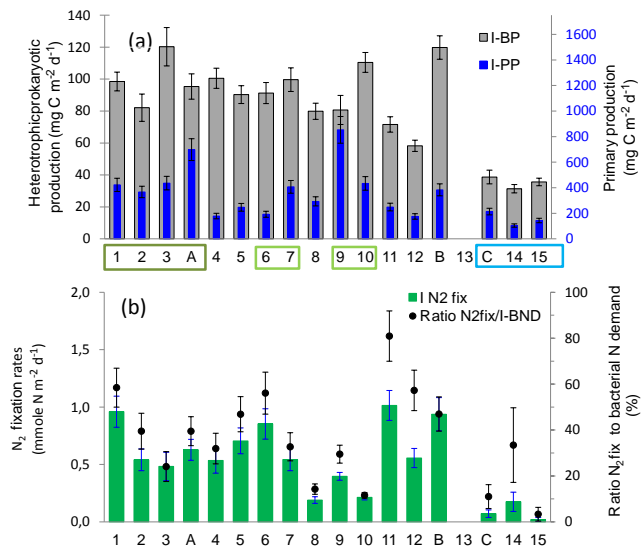 (a)
I-BP
I-PP
Heterotrophicprokaryotic
production (mg C m-2 d-1)
140
120
100
80
60
40
20
0
1600
1400
1200
1000
800
600
400
200
0
Primary production
(mg C m-2 d-1)
1 2 3 A 4 5 6 7 8 9 10 11 12 B 13 C 14 15
(b)
I N2 fix
Ratio N2fix/I-BND
N2 fixation rates
(mmole N m-2 d-1)
2,0
1,5
1,0
0,5
0,0
100
80
60
40
20
0
Ratio N2fix to bacterial N demand
(%)
1 2 3 A 4 5 6 7 8 9 10 11 12 B 13 C 14 15